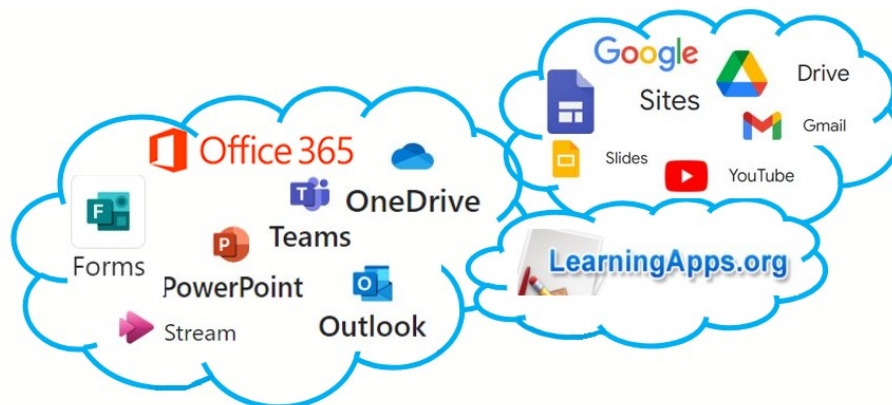 Office 365
OneDrive
Teams
Forms
PowerPoint
Outlook
Stream
Google
Drive
Sites
Gmail
Slides
YouTube
LearningApps.org